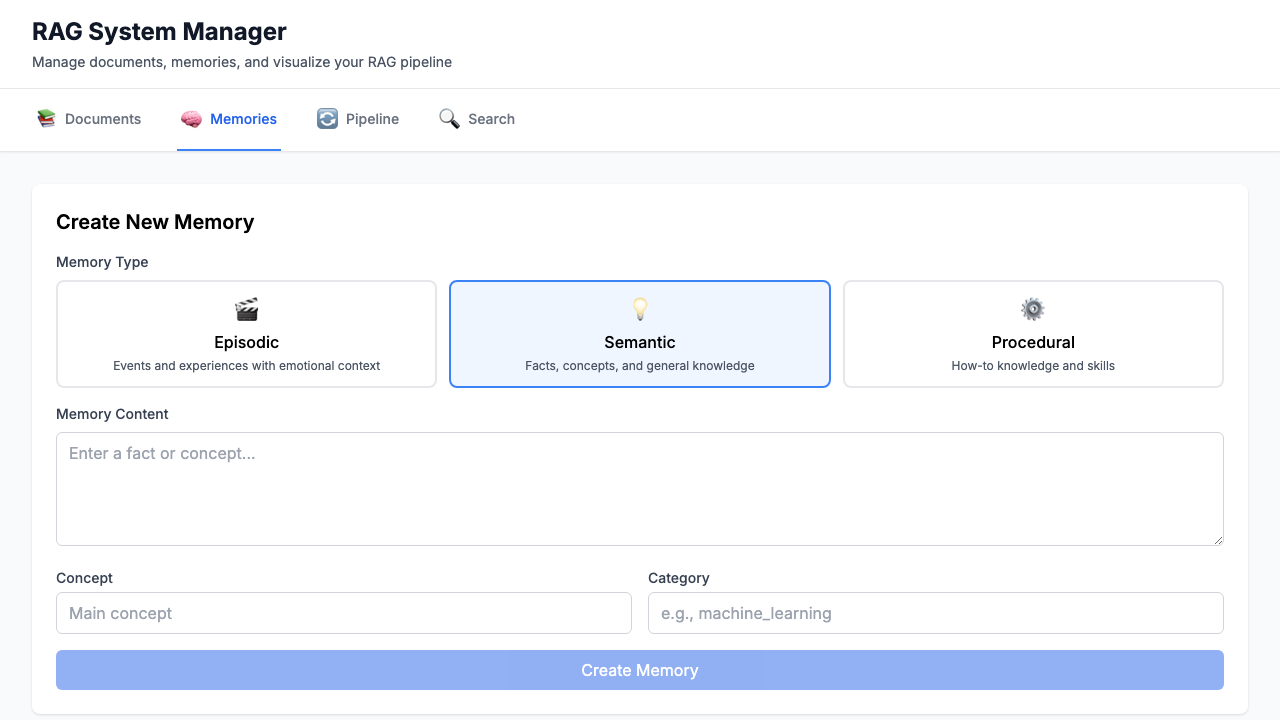 RAG System Manager
Manage documents, memories, and visualize your RAG pipeline
Documents
Memories
Pipeline
Search
Create New Memory
Memory Type
Episodic
Events and experiences with emotional context
Semantic
Facts, concepts, and general knowledge
Procedural
How-to knowledge and skills
Memory Content
Enter a fact or concept...
Concept
Category
Main concept
e.g., machine_learning
Create Memory